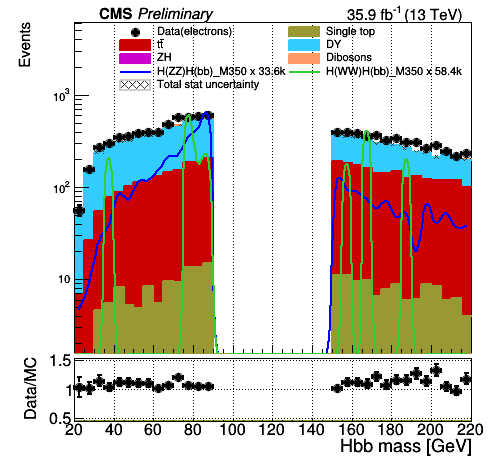 CMS Preliminary 35.9 fb⁻¹ (13 TeV)
Data(electrons) Single top
tt̄ DY
ZH Dibosons
H(ZZ)H(bb)_M350 x 33.6k H(WW)H(bb)_M350 x 58.4k
Total stat uncertainty
Events
10³
10²
10
Data/MC
1.5
1
0.5
20 40 60 80 100 120 140 160 180 200 220
Hbb mass [GeV]